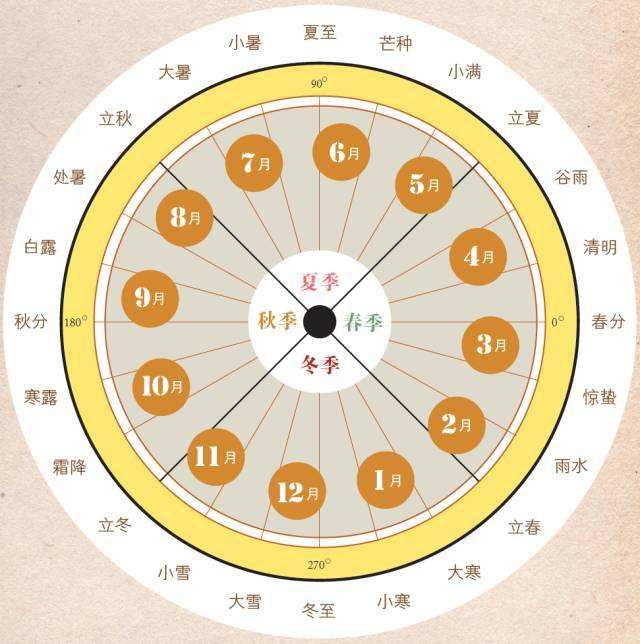 夏至
芒种
小满
立夏
谷雨
清明
春分
惊蛰
雨水
立春
大寒
小寒
冬至
大雪
小雪
立冬
霜降
寒露
秋分
白露
处暑
立秋
大暑
小暑
90°
0°
270°
180°
6月
5月
4月
3月
2月
1月
12月
11月
10月
9月
8月
7月
夏季
春季
冬季
秋季